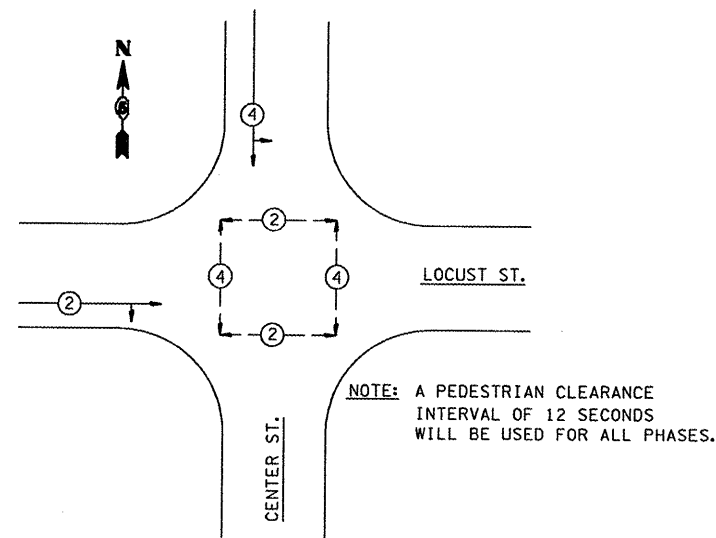 N
4
2
4
4
LOCUST ST.
2
2
NOTE: A PEDESTRIAN CLEARANCE
INTERVAL OF 12 SECONDS
WILL BE USED FOR ALL PHASES.
CENTER ST.